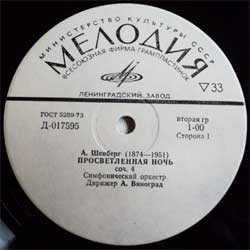 МИНИСТЕРСТВО КУЛЬТУРЫ СССР
МЕЛОДИЯ
ВСЕСОЮЗНАЯ ФИРМА ГРАМПЛАСТИНОК
ЛЕНИНГРАДСКИЙ ЗАВОД
▽33
ГОСТ 5289-73
Д-017595
вторая гр
1-00
Сторона 1
А. Шенберг (1874—1951)
ПРОСВЕТЛЕННАЯ НОЧЬ
соч. 4
Симфонический оркестр
Дирижер А. Виноград